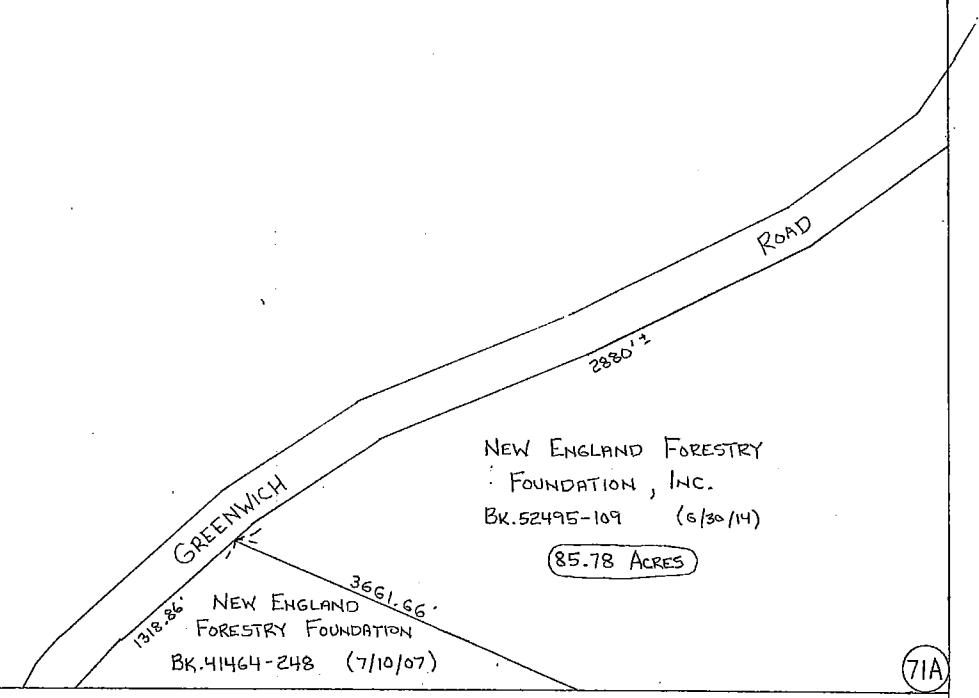 ROAD
2880'±
NEW ENGLAND FORESTRY
FOUNDATION, INC.
BK.52495-109 (6/30/14)
85.78 ACRES
GREENWICH
3661.66'
1318.86'
NEW ENGLAND
FORESTRY FOUNDATION
BK.41464-248 (7/10/07)
71A